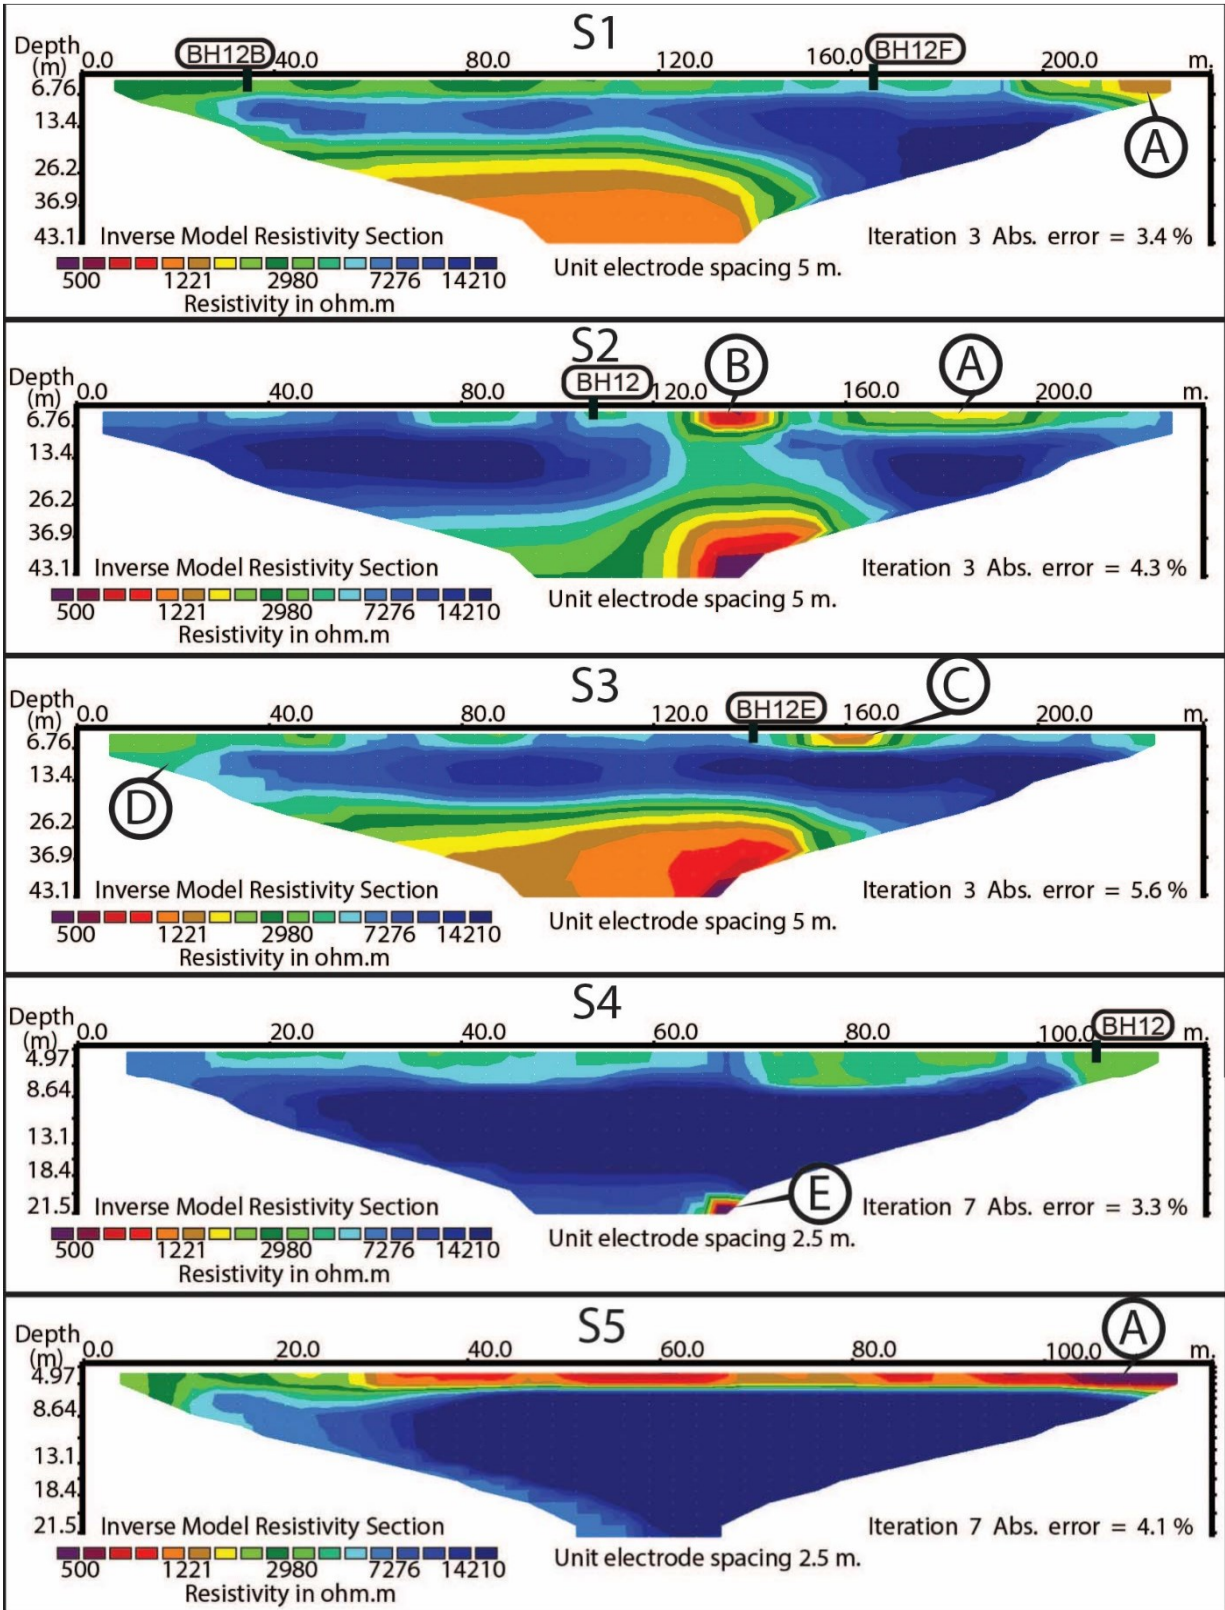 S1
Depth (m) 0.0 BH12B 40.0 80.0 120.0 160.0 BH12F 200.0 m.
6.76
13.4
A
26.2
36.9
43.1 Inverse Model Resistivity Section Iteration 3 Abs. error = 3.4 %
500 1221 2980 7276 14210 Unit electrode spacing 5 m.
Resistivity in ohm.m
S2
B A
Depth (m) 0.0 40.0 80.0 BH12 120.0 160.0 200.0
6.76
13.4
26.2
36.9
43.1 Inverse Model Resistivity Section Iteration 3 Abs. error = 4.3 %
500 1221 2980 7276 14210 Unit electrode spacing 5 m.
Resistivity in ohm.m
S3
C
Depth (m) 0.0 40.0 80.0 120.0 BH12E 160.0 200.0
6.76
13.4
D
26.2
36.9
43.1 Inverse Model Resistivity Section Iteration 3 Abs. error = 5.6 %
500 1221 2980 7276 14210 Unit electrode spacing 5 m.
Resistivity in ohm.m
S4
Depth (m) 0.0 20.0 40.0 60.0 80.0 100.0 BH12 m.
4.97
8.64
13.1
18.4
E
21.5 Inverse Model Resistivity Section Iteration 7 Abs. error = 3.3 %
500 1221 2980 7276 14210 Unit electrode spacing 2.5 m.
Resistivity in ohm.m
S5
A
Depth (m) 0.0 20.0 40.0 60.0 80.0 100.0 m.
4.97
8.64
13.1
18.4
21.5 Inverse Model Resistivity Section Iteration 7 Abs. error = 4.1 %
500 1221 2980 7276 14210 Unit electrode spacing 2.5 m.
Resistivity in ohm.m